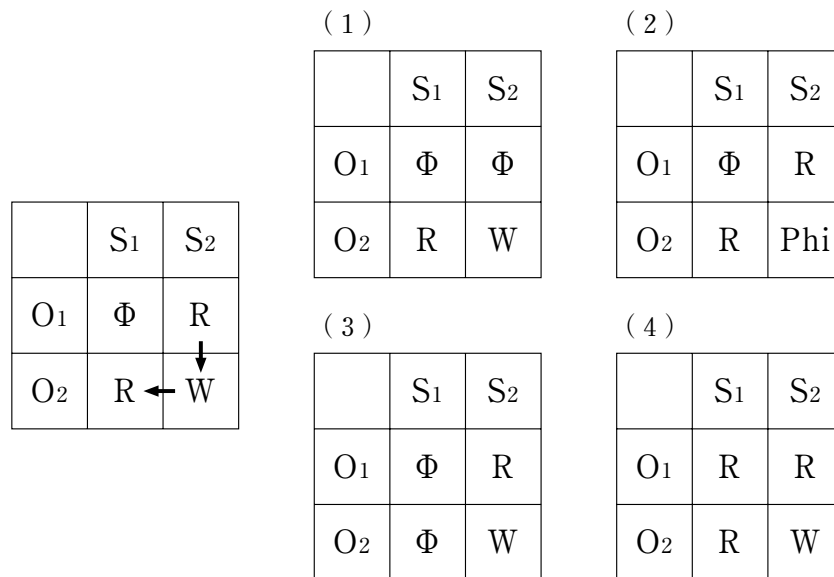 S1 S2
O1 Φ R
O2 R W
(1)
S1 S2
O1 Φ Φ
O2 R W
(2)
S1 S2
O1 Φ R
O2 R Phi
(3)
S1 S2
O1 Φ R
O2 Φ W
(4)
S1 S2
O1 R R
O2 R W